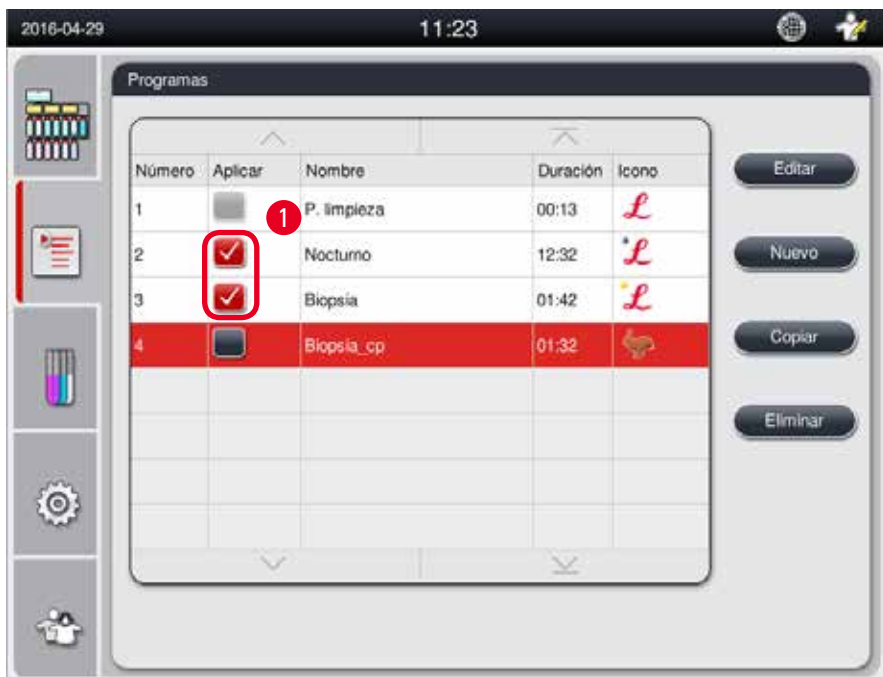 2016-04-29 11:23
Programas
Número Aplicar Nombre Duración Icono
1 P. limpieza 00:13 L
2 Nocturno 12:32 L
3 Biopsia 01:42 L
4 Biopsia_cp 01:32
1
Editar
Nuevo
Copiar
Eliminar